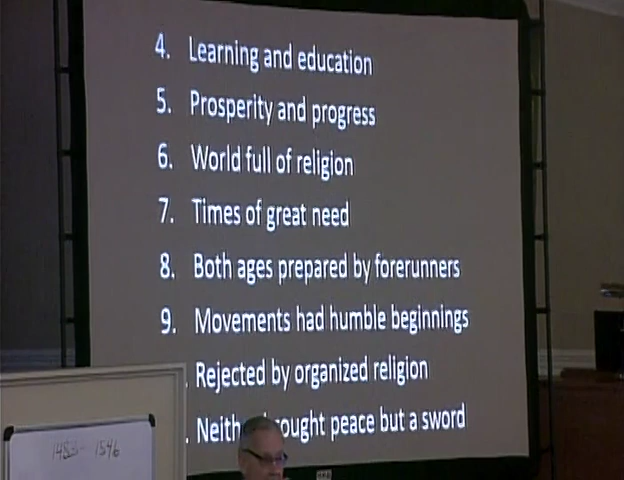 4. Learning and education
5. Prosperity and progress
6. World full of religion
7. Times of great need
8. Both ages prepared by forerunners
9. Movements had humble beginnings
. Rejected by organized religion
. Neith ought peace but a sword
1483 - 1546